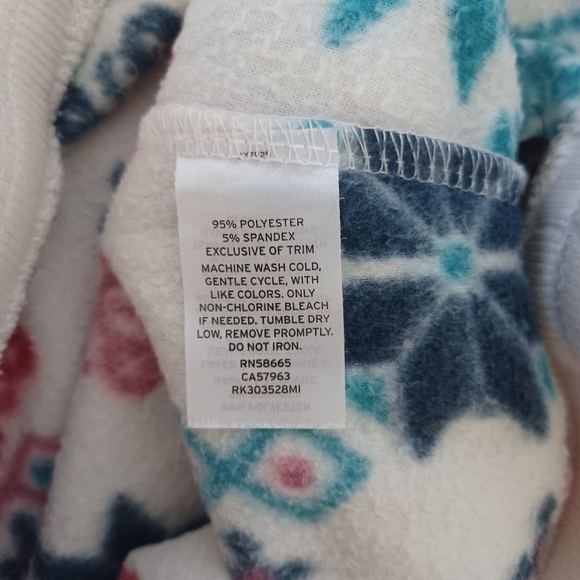 95% POLYESTER
5% SPANDEX
EXCLUSIVE OF TRIM
MACHINE WASH COLD,
GENTLE CYCLE, WITH
LIKE COLORS. ONLY
NON-CHLORINE BLEACH
IF NEEDED. TUMBLE DRY
LOW, REMOVE PROMPTLY.
DO NOT IRON.
RN58665
CA57963
RK303528MI